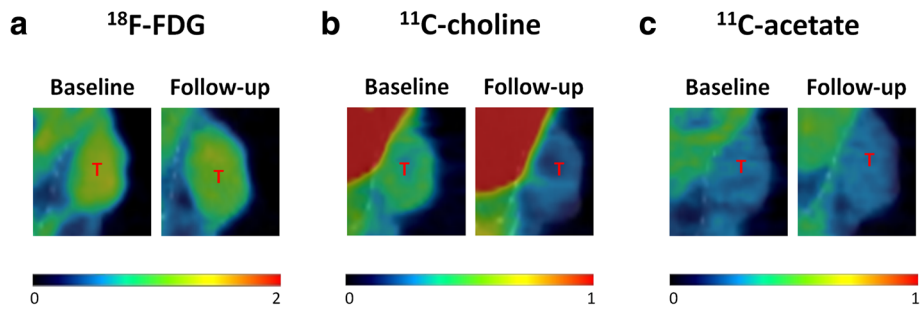 a ¹⁸F-FDG
Baseline Follow-up
T T
0 2
b ¹¹C-choline
Baseline Follow-up
T T
0 1
c ¹¹C-acetate
Baseline Follow-up
T T
0 1